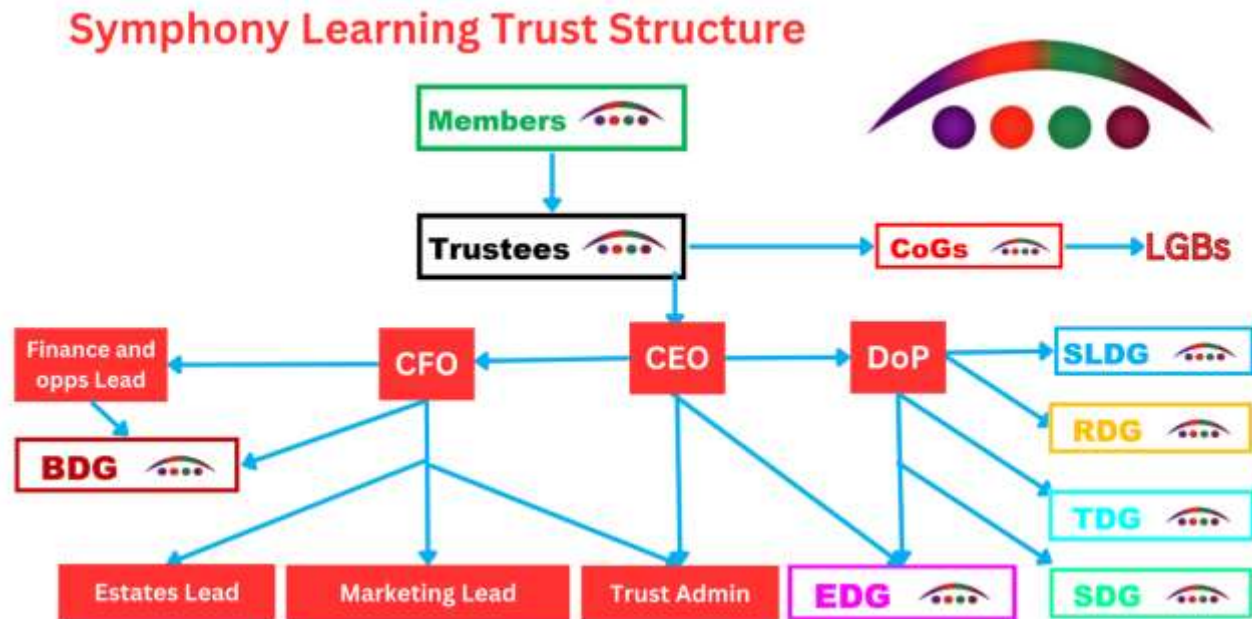 Symphony Learning Trust Structure
Members
Trustees
CoGs
LGBs
Finance and
opps Lead
CFO
CEO
DoP
SLDG
BDG
RDG
TDG
Estates Lead
Marketing Lead
Trust Admin
EDG
SDG